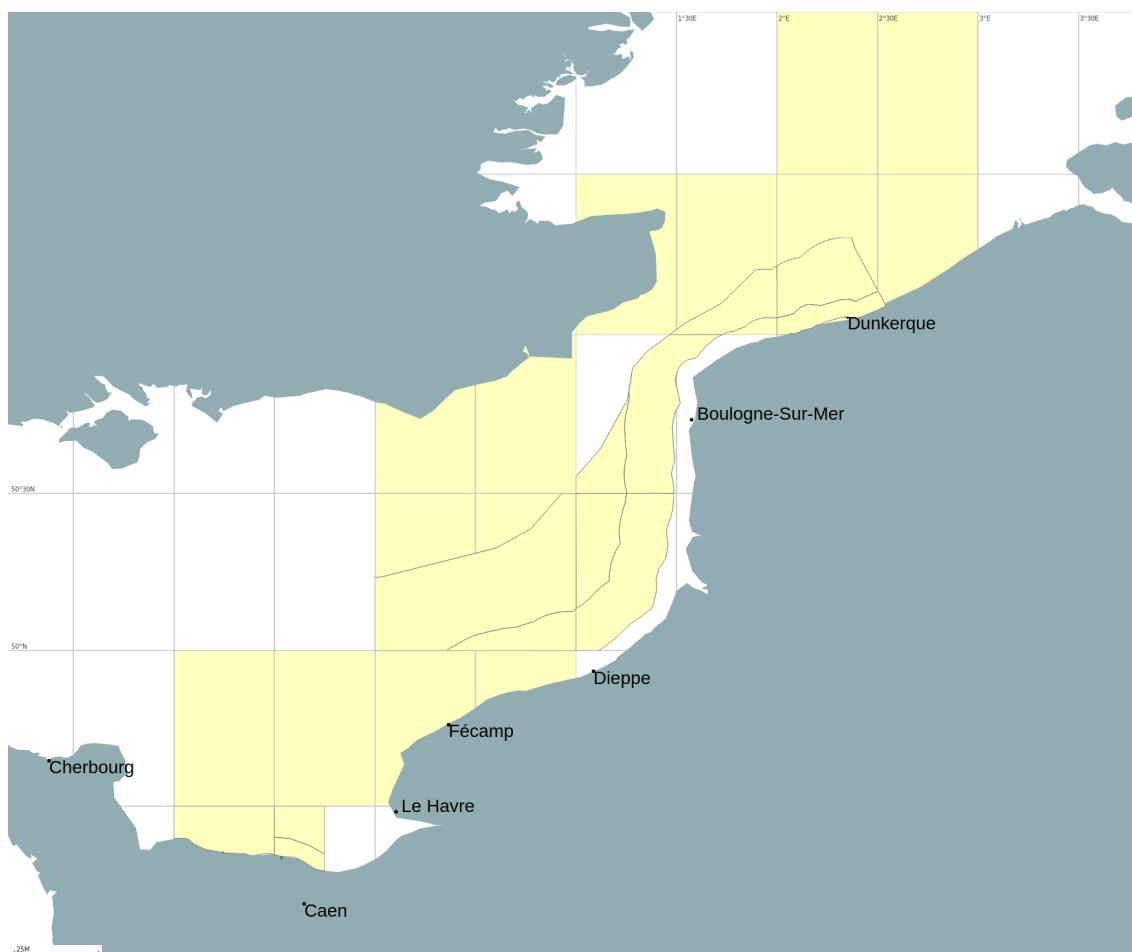 1°30E 2°E 2°30E 3°E 3°30E
Dunkerque
Boulogne-Sur-Mer
50°30N
50°N
Dieppe
Fécamp
Cherbourg
Le Havre
Caen
25M